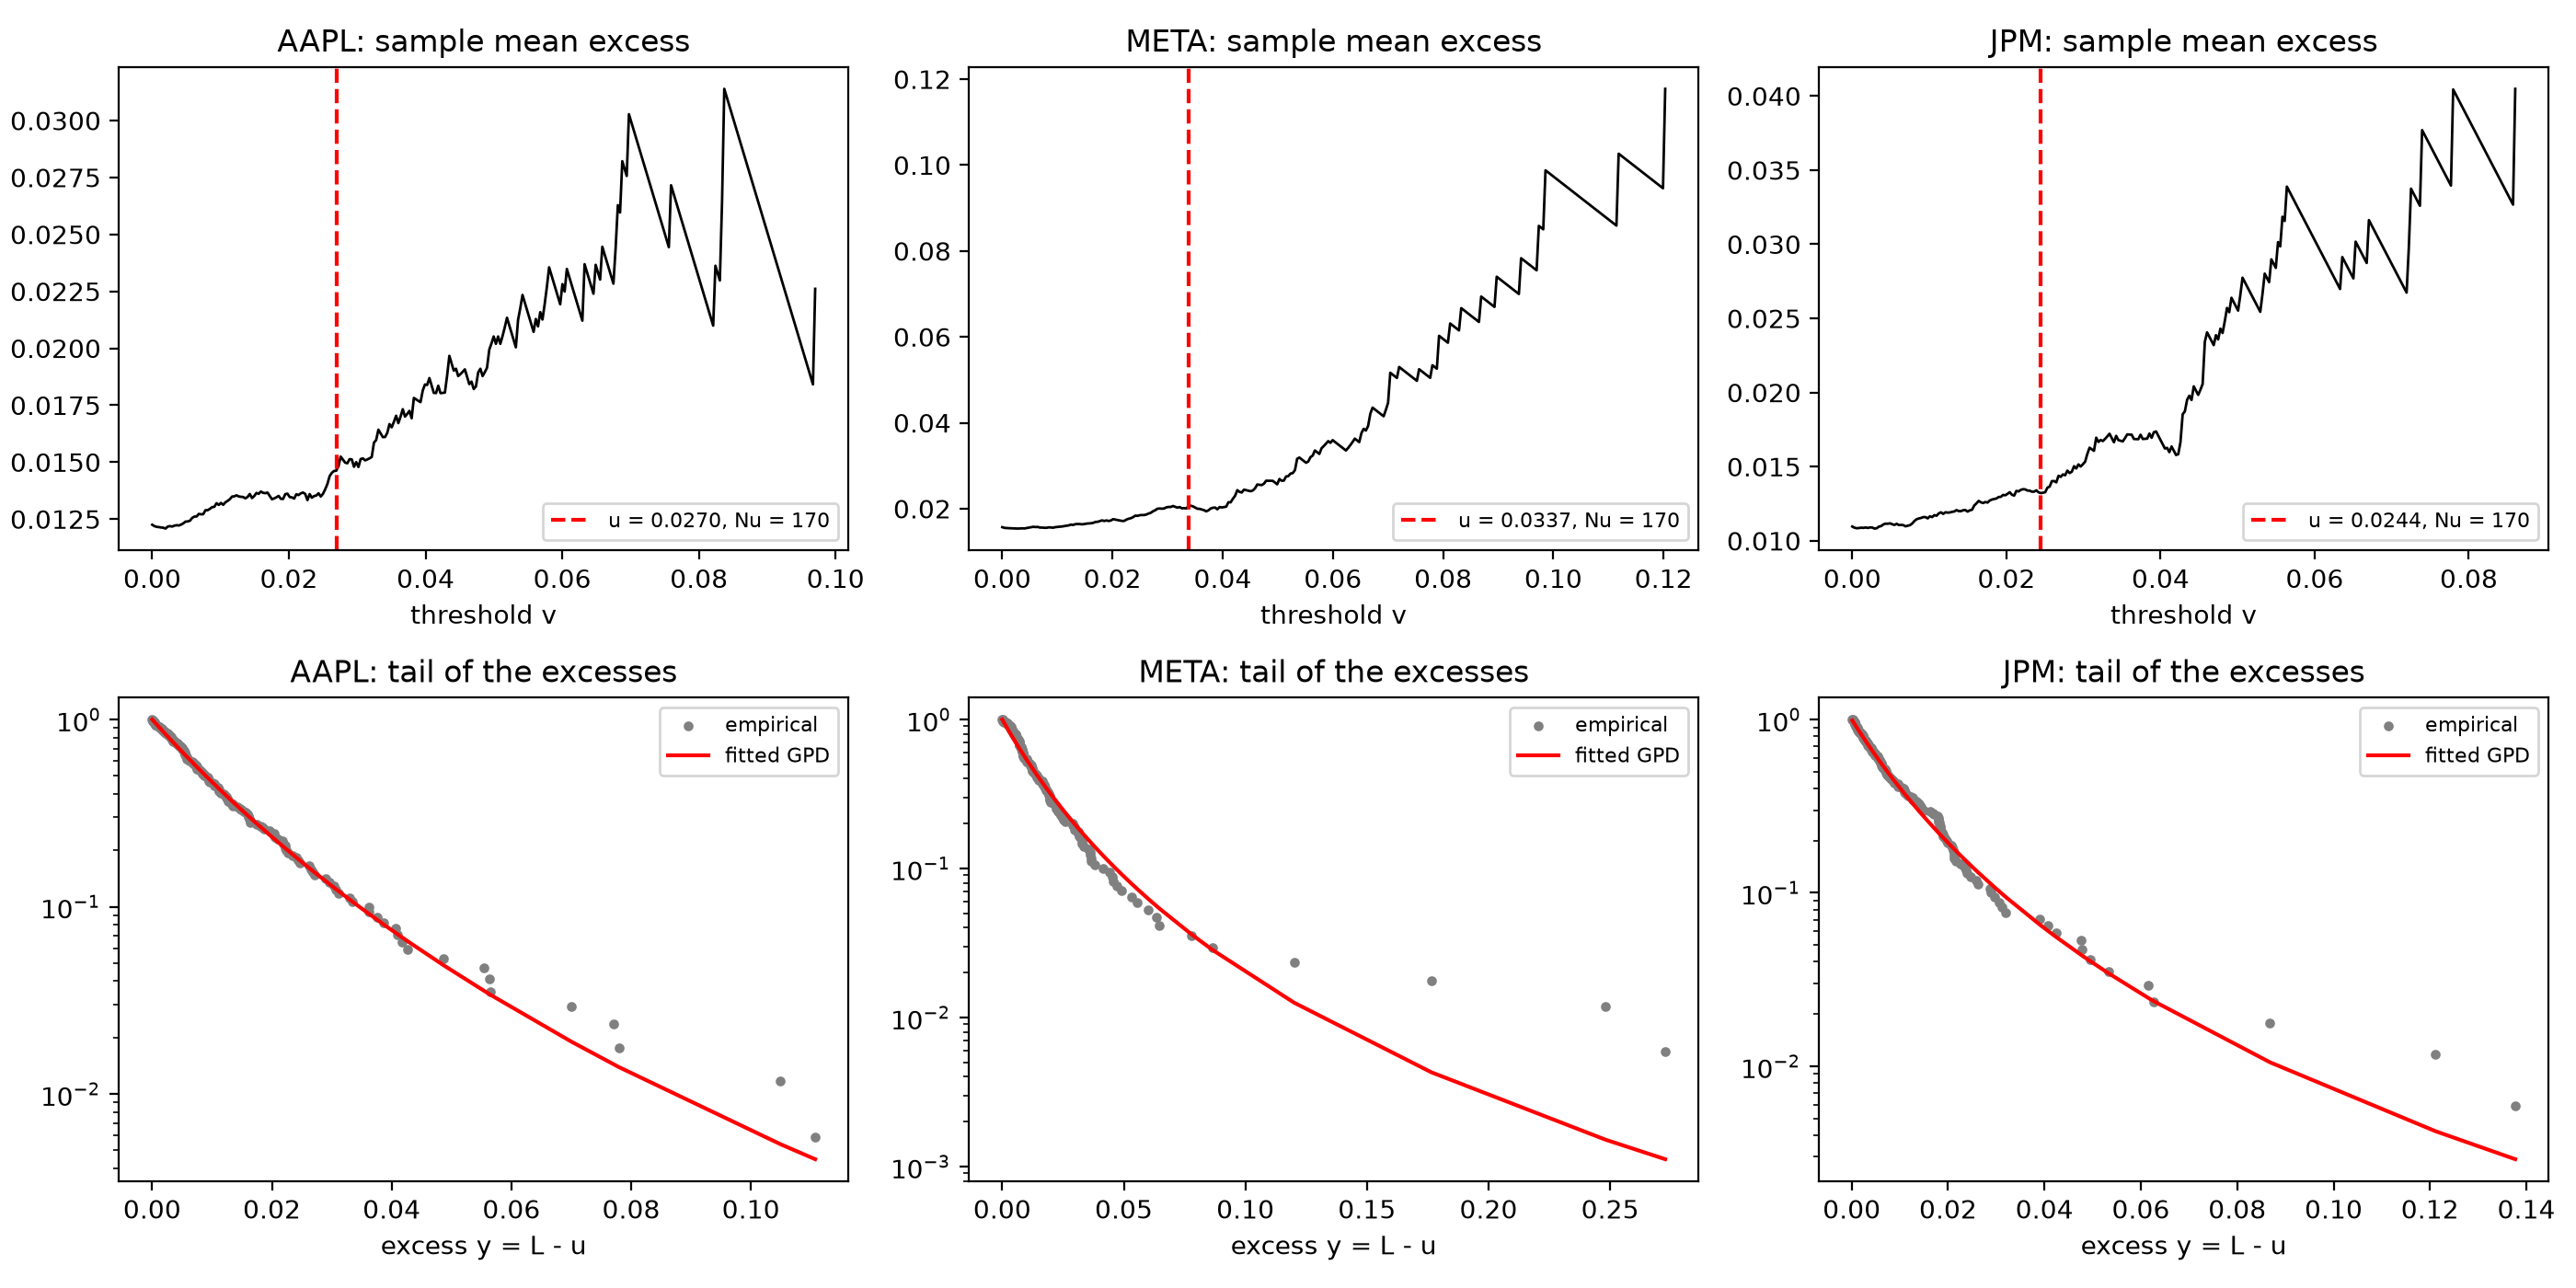 AAPL: sample mean excess
0.0300
0.0275
0.0250
0.0225
0.0200
0.0175
0.0150
0.0125
u = 0.0270, Nu = 170
0.00 0.02 0.04 0.06 0.08 0.10
threshold v
META: sample mean excess
0.12
0.10
0.08
0.06
0.04
0.02
u = 0.0337, Nu = 170
0.00 0.02 0.04 0.06 0.08 0.10 0.12
threshold v
JPM: sample mean excess
0.040
0.035
0.030
0.025
0.020
0.015
0.010
u = 0.0244, Nu = 170
0.00 0.02 0.04 0.06 0.08
threshold v
AAPL: tail of the excesses
10⁰
10⁻¹
10⁻²
empirical
fitted GPD
0.00 0.02 0.04 0.06 0.08 0.10
excess y = L - u
META: tail of the excesses
10⁰
10⁻¹
10⁻²
10⁻³
empirical
fitted GPD
0.00 0.05 0.10 0.15 0.20 0.25
excess y = L - u
JPM: tail of the excesses
10⁰
10⁻¹
10⁻²
empirical
fitted GPD
0.00 0.02 0.04 0.06 0.08 0.10 0.12 0.14
excess y = L - u